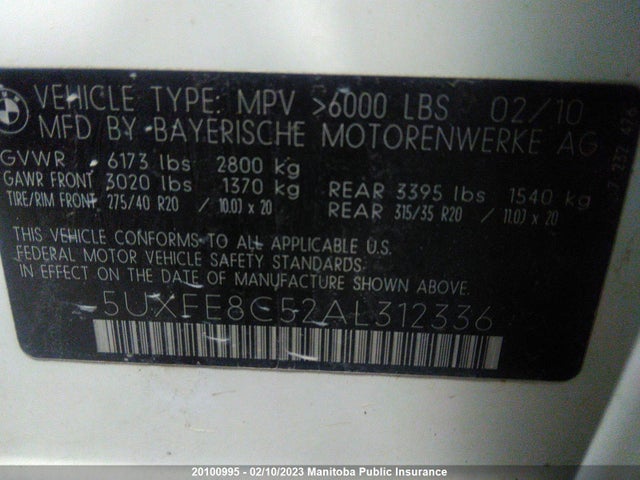 VEHICLE TYPE: MPV >6000 LBS 02/10
MFD BY BAYERISCHE MOTORENWERKE AG
GVWR 6173 lbs 2800 kg
GAWR FRONT 3020 lbs 1370 kg REAR 3395 lbs 1540 kg
TIRE/RIM FRONT 275/40 R20 / 10.0J x 20 REAR 315/35 R20 / 11.0J x 20
THIS VEHICLE CONFORMS TO ALL APPLICABLE U.S.
FEDERAL MOTOR VEHICLE SAFETY STANDARDS
IN EFFECT ON THE DATE OF MANUFACTURE SHOWN ABOVE.
5UXFE8C52AL312336
20100995 - 02/10/2023 Manitoba Public Insurance